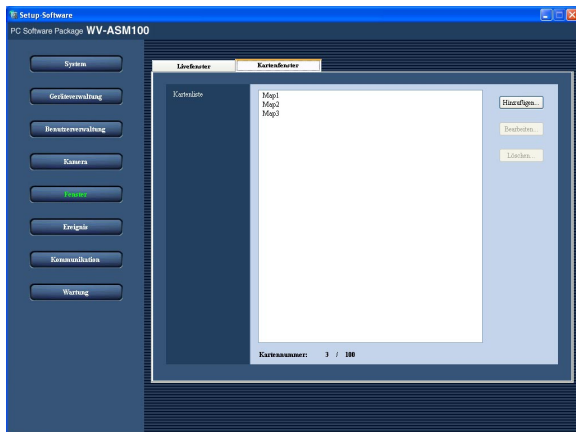 Setup-Software
PC Software Package WV-ASM100
System
Geräteverwaltung
Benutzerverwaltung
Kamera
Fenster
Ereignis
Kommunikation
Wartung
Livefenster
Kartenfenster
Kartenliste
Map1
Map2
Map3
Hinzufügen...
Bearbeiten...
Löschen...
Kartennummer: 3 / 100